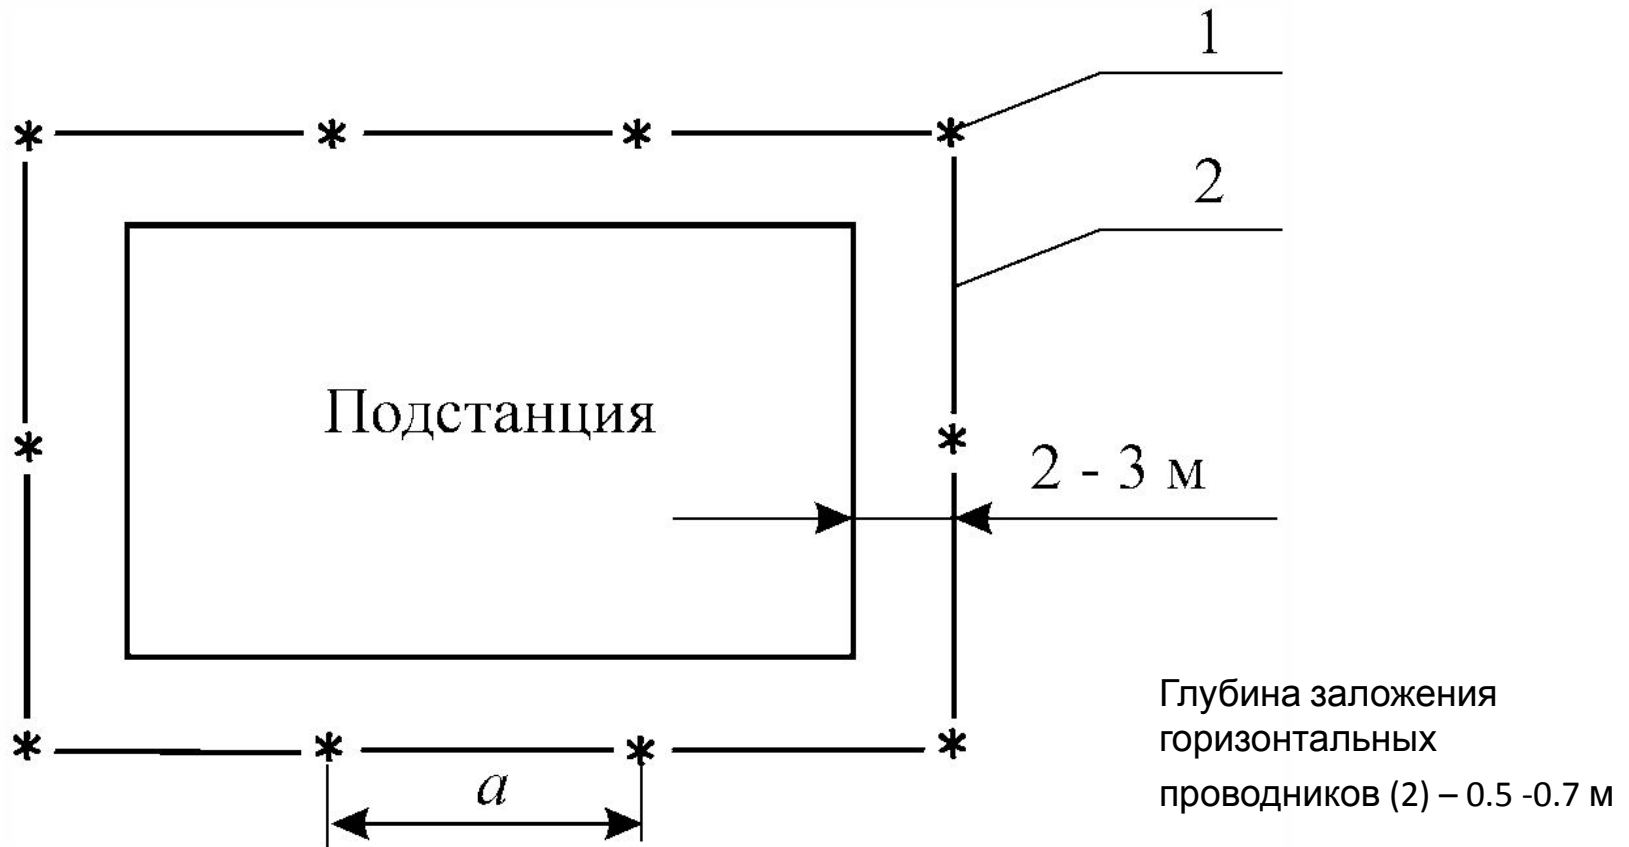 1
2
Подстанция
2 - 3 м
a
Глубина заложения
горизонтальных
проводников (2) – 0.5 -0.7 м